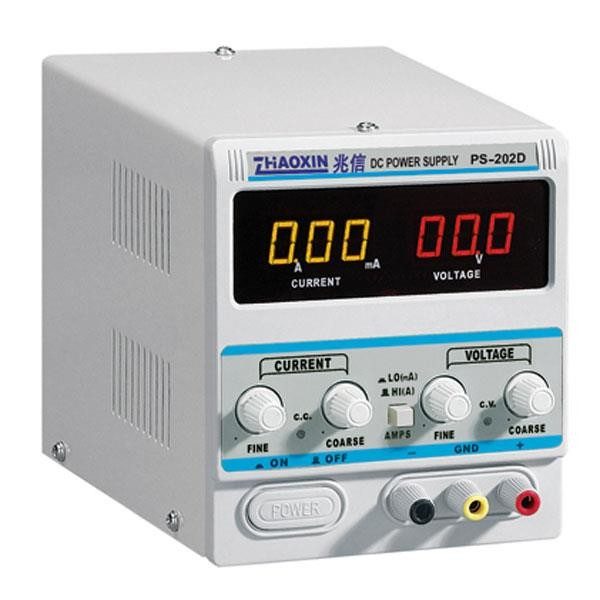 ZHAOXIN 兆信 DC POWER SUPPLY PS-202D
0.00 00.0
A mA V
CURRENT VOLTAGE
CURRENT VOLTAGE
LO(mA)
HI(A)
C.C. C.V.
FINE COARSE AMPS FINE COARSE
ON OFF − GND +
POWER